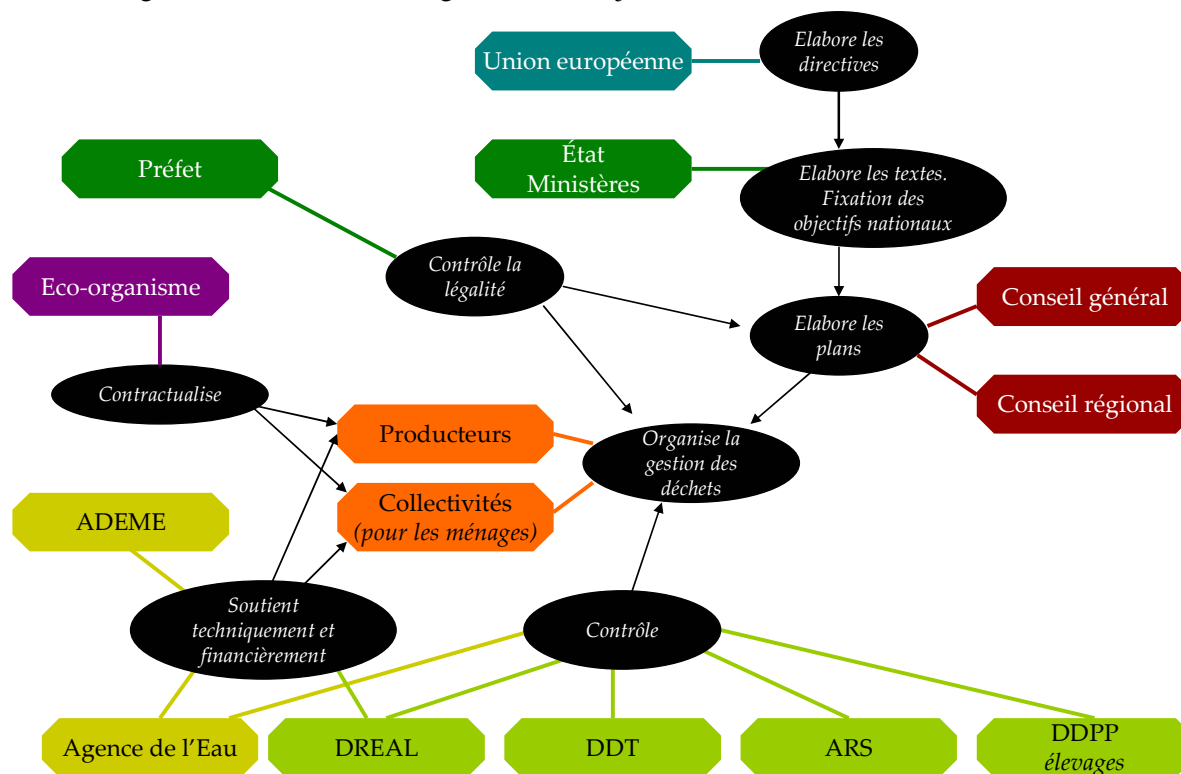 Elabore les
directives
Union européenne
État
Ministères
Préfet
Elabore les textes.
Fixation des
objectifs nationaux
Contrôle la
légalité
Eco-organisme
Conseil général
Elabore les
plans
Contractualise
Conseil régional
Producteurs
Organise la
gestion des
déchets
Collectivités
(pour les ménages)
ADEME
Soutient
techniquement et
financièrement
Contrôle
Agence de l'Eau
DREAL
DDT
ARS
DDPP
élevages